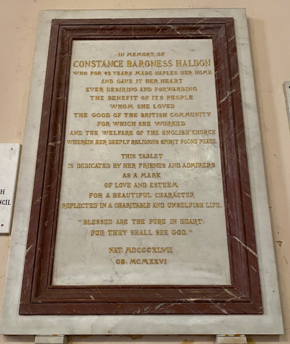 IN MEMORY OF
CONSTANCE BARONESS HALDON
WHO FOR 42 YEARS MADE NAPLES HER HOME
AND GAVE IT HER HEART
EVER DESIRING AND FORWARDING
THE BENEFIT OF ITS PEOPLE
WHOM SHE LOVED
THE GOOD OF THE BRITISH COMMUNITY
FOR WHICH SHE WORKED
AND THE WELFARE OF THE ENGLISH CHURCH
WHEREIN HER DEEPLY RELIGIOUS SPIRIT FOUND PEACE.
THIS TABLET
IS DEDICATED BY HER FRIENDS AND ADMIRERS
AS A MARK
OF LOVE AND ESTEEM
FOR A BEAUTIFUL CHARACTER
REFLECTED IN A CHARITABLE AND UNSELFISH LIFE.
"BLESSED ARE THE PURE IN HEART:
FOR THEY SHALL SEE GOD."
NAT. MDCCCXLVII
OB. MCMXXVI
H
NCIL